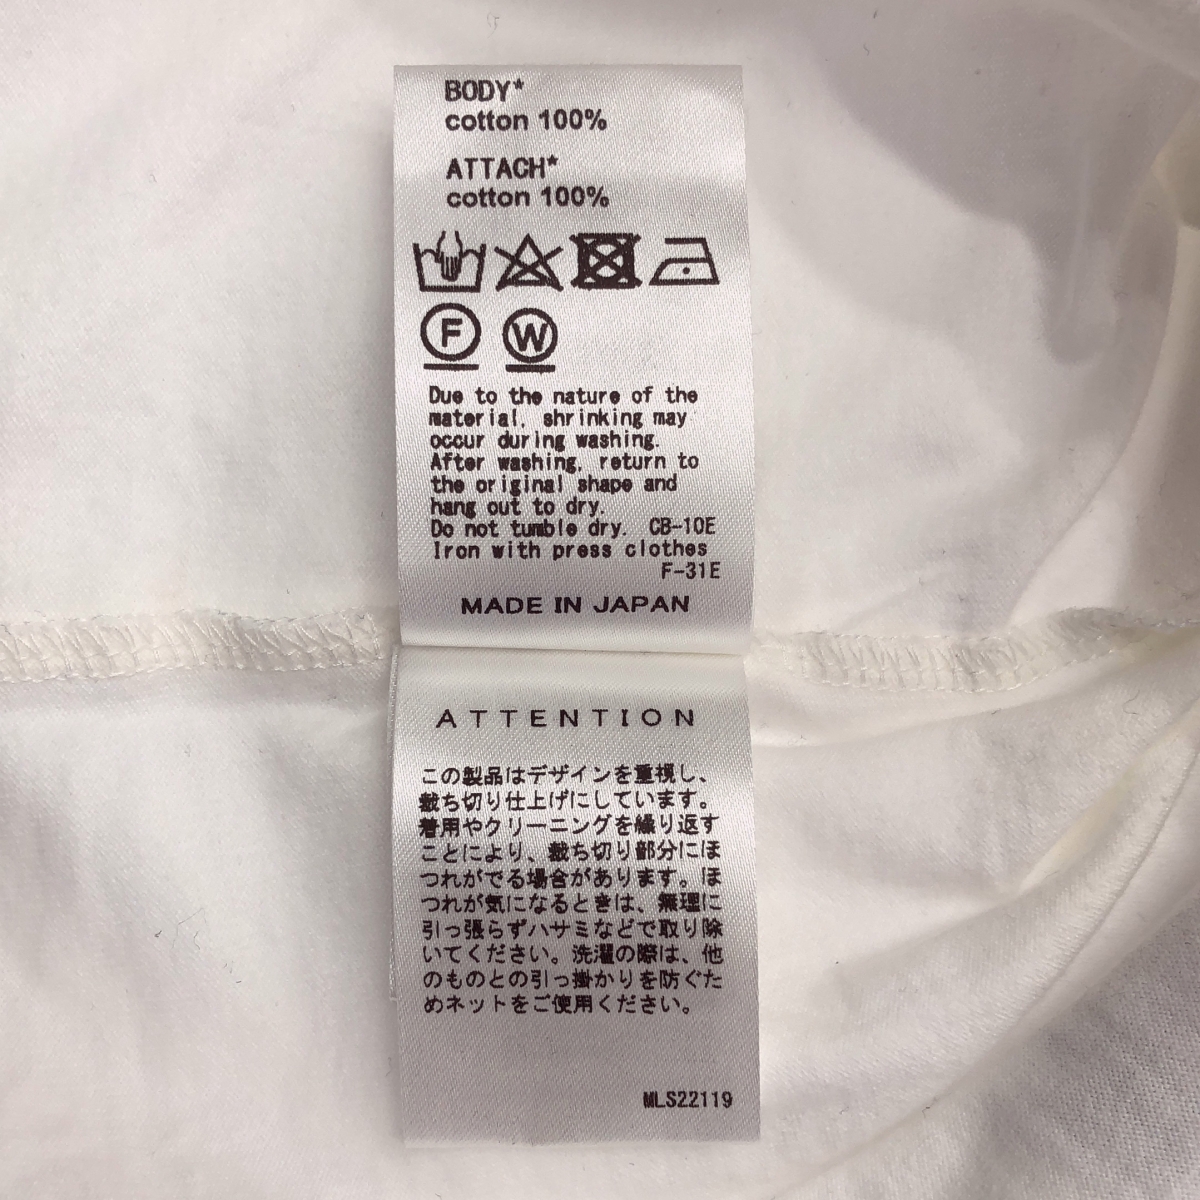 BODY*
cotton 100%
ATTACH*
cotton 100%
F W
Due to the nature of the
material, shrinking may
occur during washing.
After washing, return to
the original shape and
hang out to dry.
Do not tumble dry. CB-10E
Iron with press clothes
F-31E
MADE IN JAPAN
ATTENTION
この製品はデザインを重視し、
裁ち切り仕上げにしています。
着用やクリーニングを繰り返す
ことにより、裁ち切り部分にほ
つれがでる場合があります。ほ
つれが気になるときは、無理に
引っ張らずハサミなどで取り除
いてください。洗濯の際は、他
のものとの引っ掛かりを防ぐた
めネットをご使用ください。
MLS22119